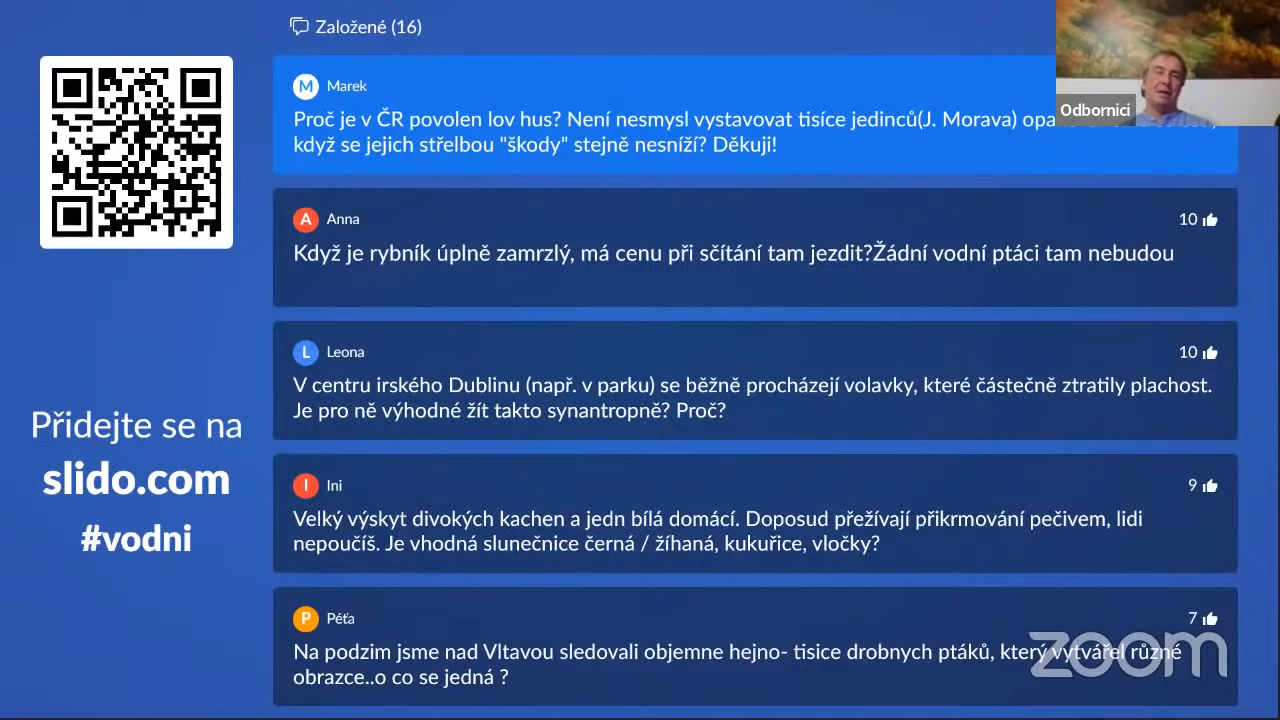 Založené (16)
M Marek
Proč je v ČR povolen lov hus? Není nesmysl vystavovat tisíce jedinců(J. Morava)
když se jejich střelbou "škody" stejně nesníží? Děkuji!
Odbornici
A Anna
10
Když je rybník úplně zamrzlý, má cenu při sčítání tam jezdit?Žádní vodní ptáci tam nebudou
L Leona
10
V centru irského Dublinu (např. v parku) se běžně procházejí volavky, které částečně ztratily plachost.
Je pro ně výhodné žít takto synantropně? Proč?
I Ini
9
Velký výskyt divokých kachen a jedn bílá domácí. Doposud přežívají přikrmování pečivem, lidi
nepoučíš. Je vhodná slunečnice černá / žíhaná, kukuřice, vločky?
P Péťa
7
Na podzim jsme nad Vltavou sledovali objemne hejno- tisice drobnych ptáků, který vytvářel různé
obrazce..o co se jedná ?
Přidejte se na
slido.com
#vodni
zoom